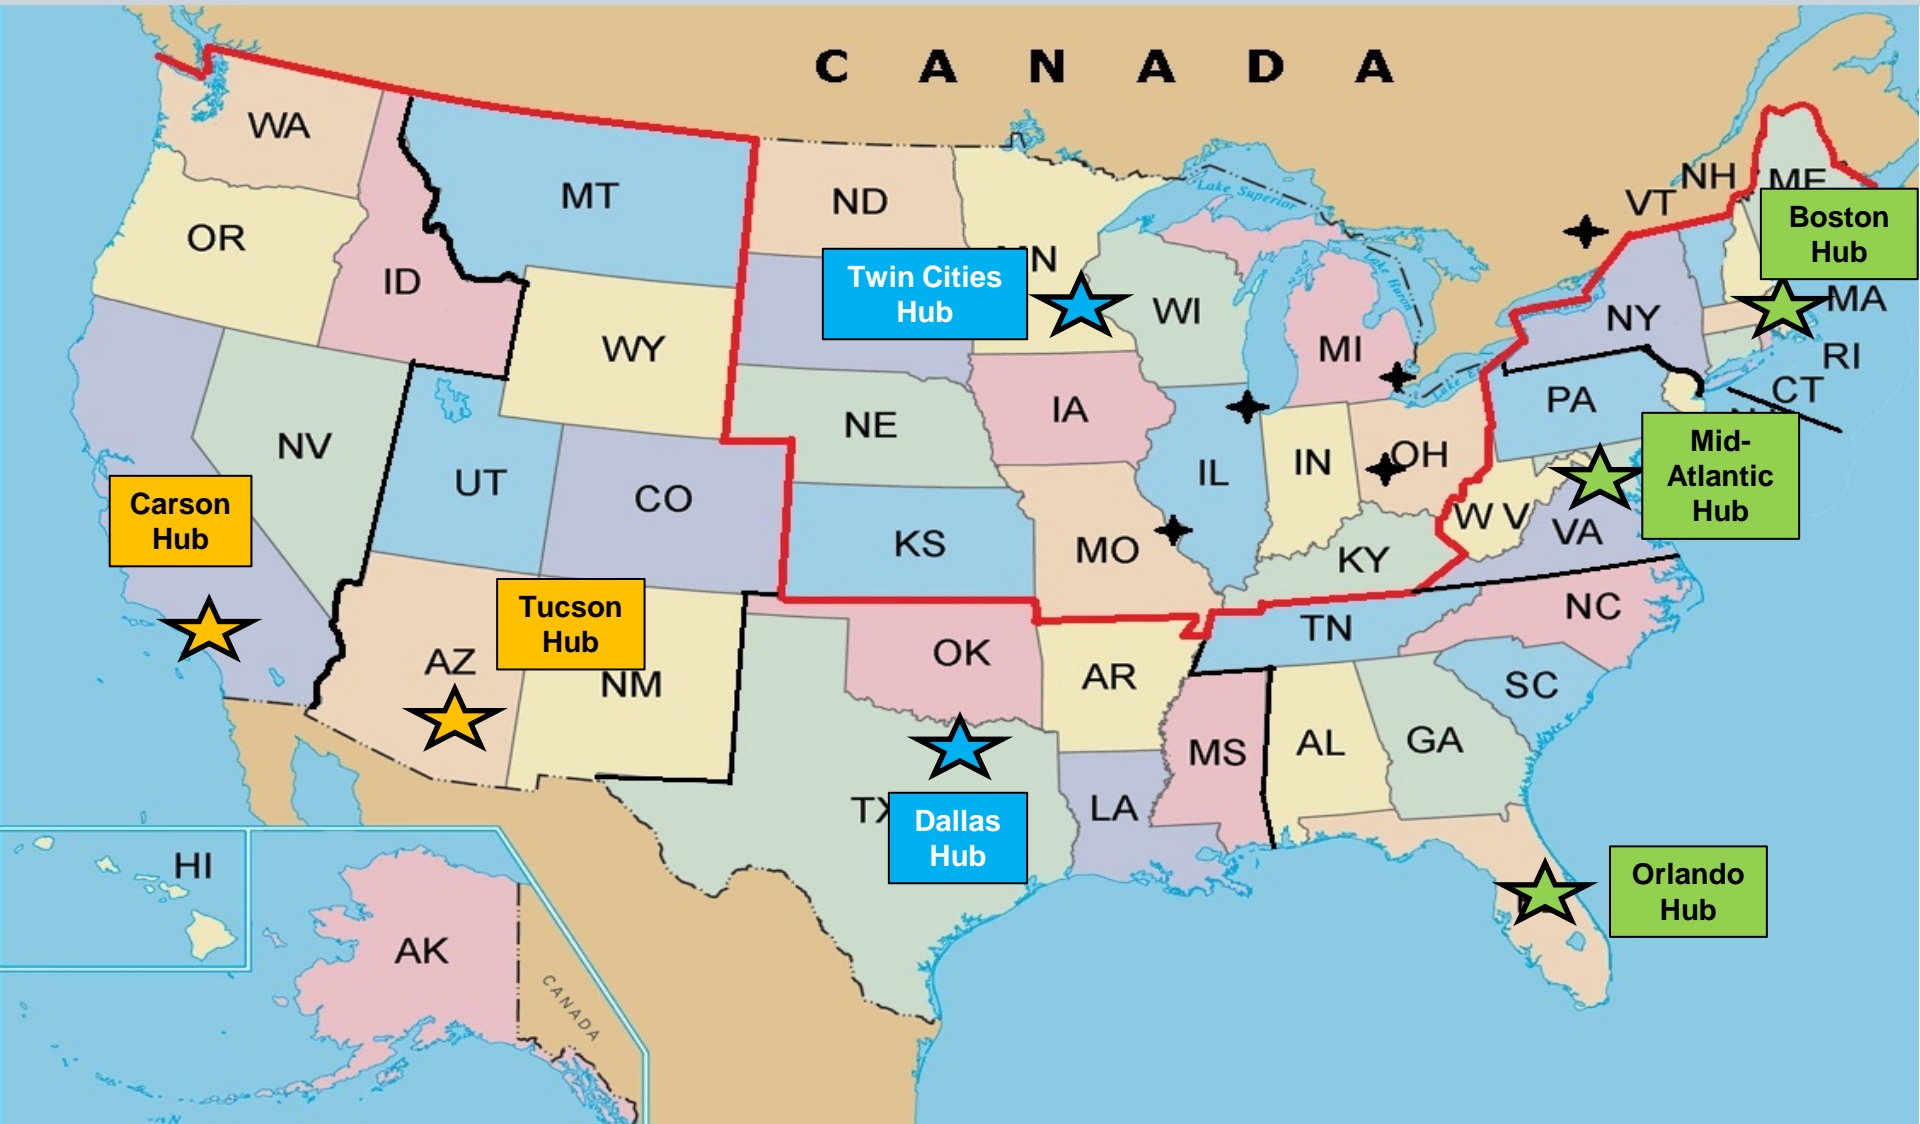 C A N A D A
WA
MT
ND
OR
ID
WY
Twin Cities
Hub
WI
Lake Superior
Lake Huron
MI
VT
NH
ME
Boston
Hub
MA
NY
RI
CT
PA
NV
UT
CO
NE
IA
IL
IN
OH
W V
VA
Mid-
Atlantic
Hub
Carson
Hub
KS
MO
KY
Tucson
Hub
AZ
NM
OK
AR
TN
NC
SC
MS
AL
GA
TX
LA
Dallas
Hub
Orlando
Hub
HI
AK
CANADA